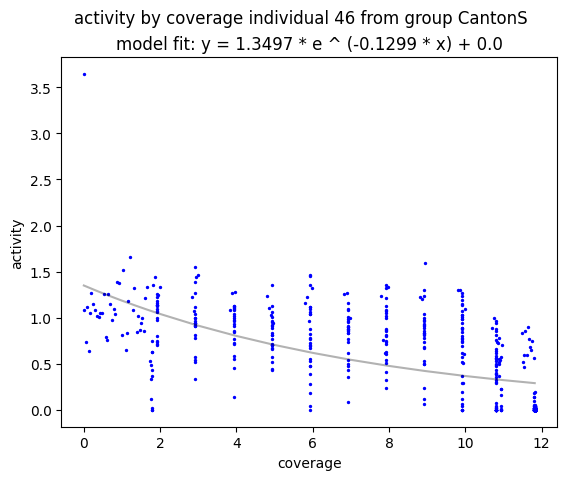 activity by coverage individual 46 from group CantonS
model fit: y = 1.3497 * e ^ (-0.1299 * x) + 0.0
3.5
3.0
2.5
2.0
1.5
1.0
0.5
0.0
activity
0 2 4 6 8 10 12
coverage